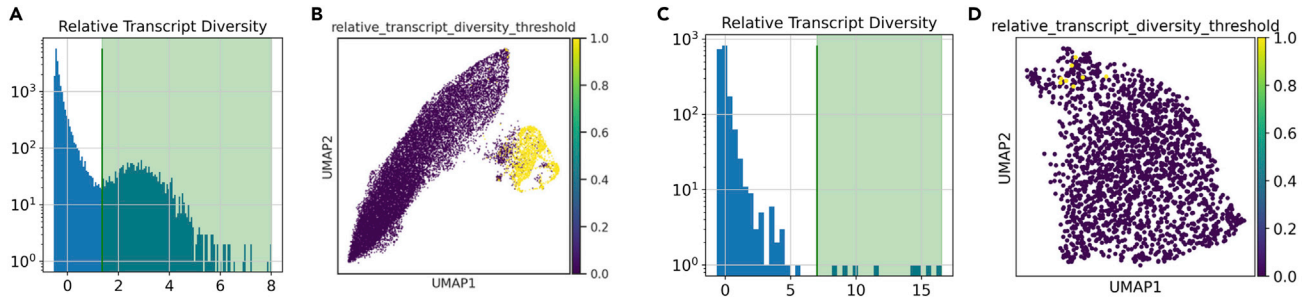 A
Relative Transcript Diversity
10³
10²
10¹
10⁰
0 2 4 6 8
B
relative_transcript_diversity_threshold
UMAP2
UMAP1
1.0
0.8
0.6
0.4
0.2
0.0
C
Relative Transcript Diversity
10³
10²
10¹
10⁰
0 5 10 15
D
relative_transcript_diversity_threshold
UMAP2
UMAP1
1.0
0.8
0.6
0.4
0.2
0.0